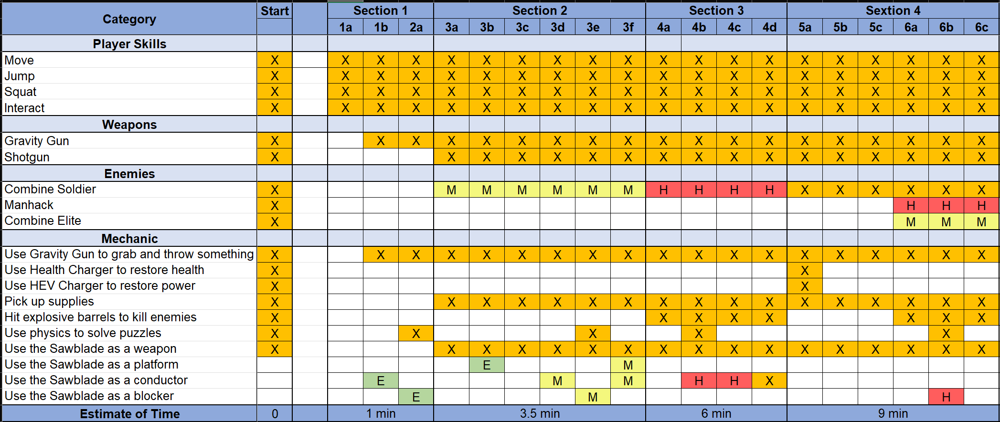 Category Start Section 1 Section 2 Section 3 Sextion 4
1a 1b 2a 3a 3b 3c 3d 3e 3f 4a 4b 4c 4d 5a 5b 5c 6a 6b 6c
Player Skills
Move X X X X X X X X X X X X X X X X X X X X
Jump X X X X X X X X X X X X X X X X X X X X
Squat X X X X X X X X X X X X X X X X X X X X
Interact X X X X X X X X X X X X X X X X X X X X
Weapons
Gravity Gun X X X X X X X X X X X X X X X X X X X
Shotgun X X X X X X X X X X X X X X X X X
Enemies
Combine Soldier X M M M M M M H H H H X X X X X X
Manhack X H H H
Combine Elite X M M M
Mechanic
Use Gravity Gun to grab and throw something X X X X X X X X X X X X X X X X X X X
Use Health Charger to restore health X X
Use HEV Charger to restore power X X
Pick up supplies X X X X X X X X X X X X X X X X X
Hit explosive barrels to kill enemies X X X X X X X X
Use physics to solve puzzles X X X X X
Use the Sawblade as a weapon X X X X X X X X X X X X X X X X X
Use the Sawblade as a platform E M
Use the Sawblade as a conductor E M M H H X
Use the Sawblade as a blocker E M H
Estimate of Time 0 1 min 3.5 min 6 min 9 min